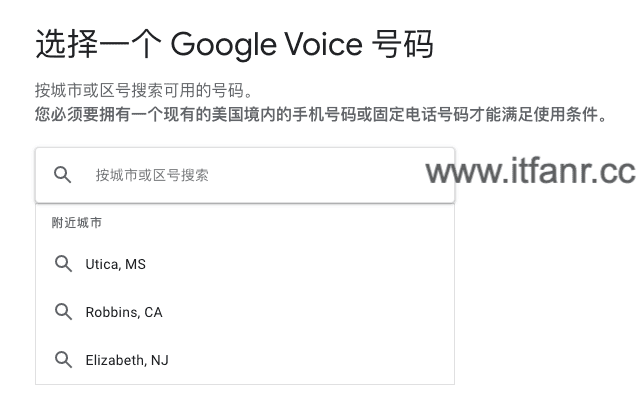 选择一个 Google Voice 号码
按城市或区号搜索可用的号码。
您必须要拥有一个现有的美国境内的手机号码或固定电话号码才能满足使用条件。
按城市或区号搜索
www.itfanr.cc
附近城市
Utica, MS
Robbins, CA
Elizabeth, NJ